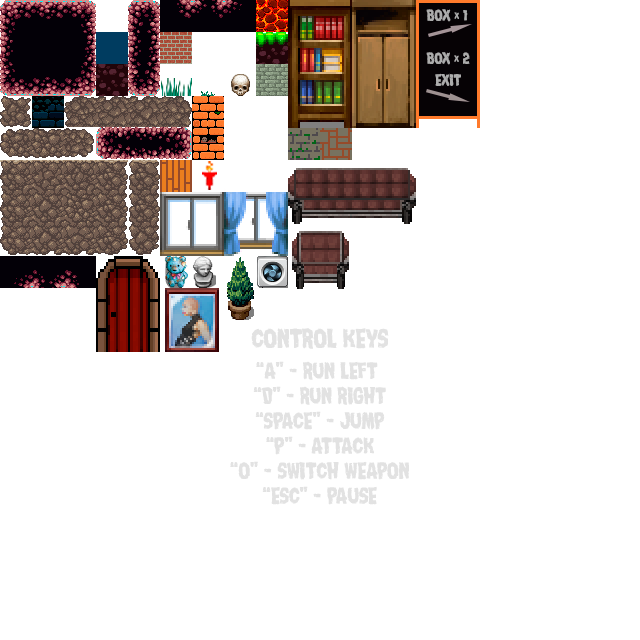 BOX x 1
BOX x 2
EXIT
CONTROL KEYS
"A" - RUN LEFT
"D" - RUN RIGHT
"SPACE" - JUMP
"P" - ATTACK
"O" - SWITCH WEAPON
"ESC" - PAUSE